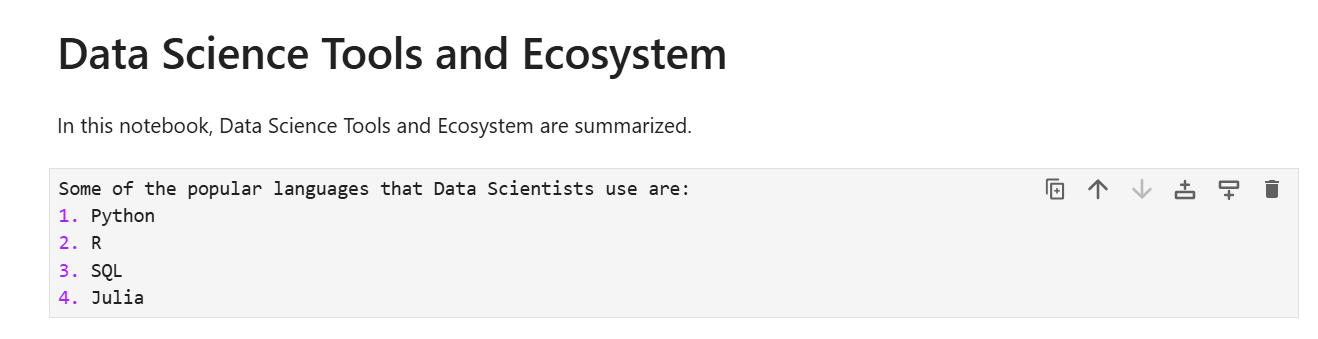 Data Science Tools and Ecosystem
In this notebook, Data Science Tools and Ecosystem are summarized.
Some of the popular languages that Data Scientists use are:
1. Python
2. R
3. SQL
4. Julia